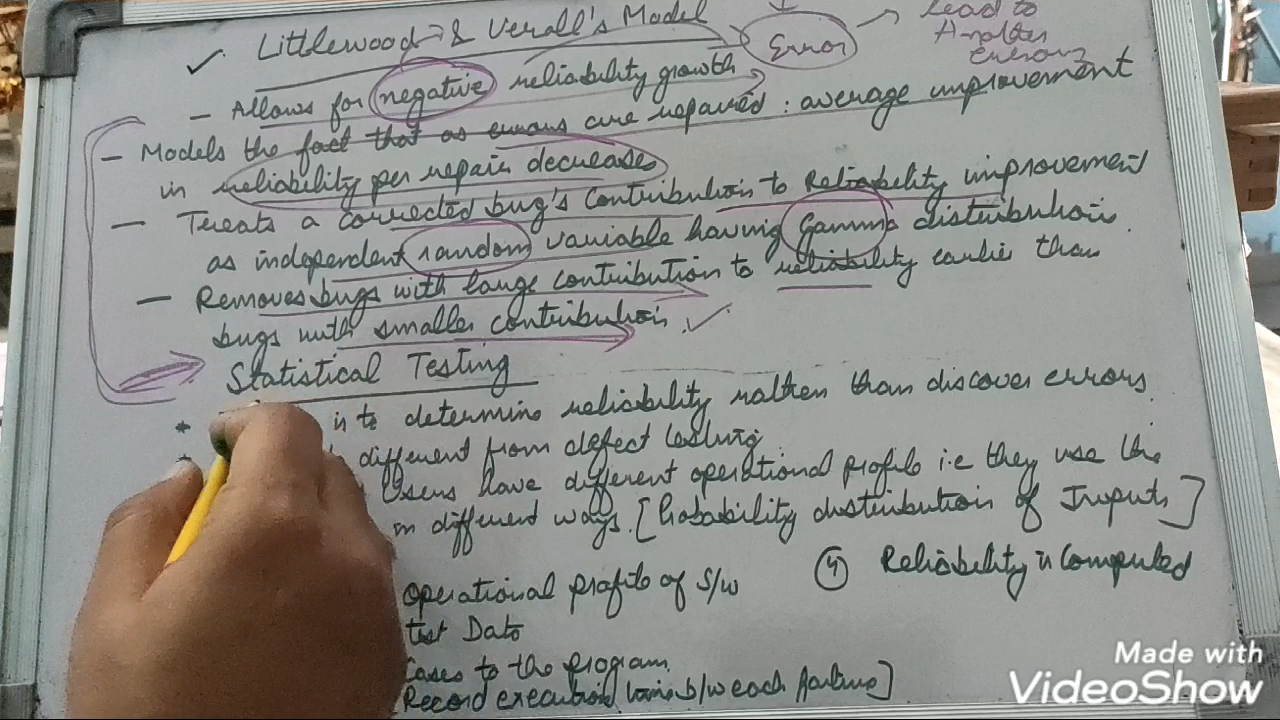 Littlewood & Verall's Model
Error
Lead to
Another
errors
- Allows for negative reliability growth
- Models the fact that as errors are repaired : average improvement
in reliability per repair decreases
- Treats a corrected bug's contribution to Reliability improvement
as independent random variable having Gamma distribution.
- Removes bugs with large contribution to reliability earlier than
bugs with smaller contribution.
Statistical Testing
* is to determine reliability rather than discover errors.
* different from defect testing
Users have different operational profile i.e they use
in different ways. [Probability distribution of Inputs]
operational profile of S/w
④ Reliability is Computed
test Data
Cases to the program
Record execution time b/w each failure]
Made with
VideoShow